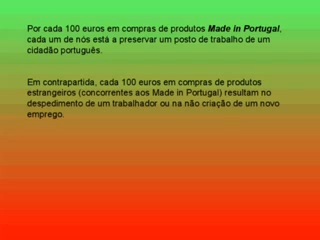 Por cada 100 euros em compras de produtos Made in Portugal,
cada um de nós está a preservar um posto de trabalho de um
cidadão português.
Em contrapartida, cada 100 euros em compras de produtos
estrangeiros (concorrentes aos Made in Portugal) resultam no
despedimento de um trabalhador ou na não criação de um novo
emprego.